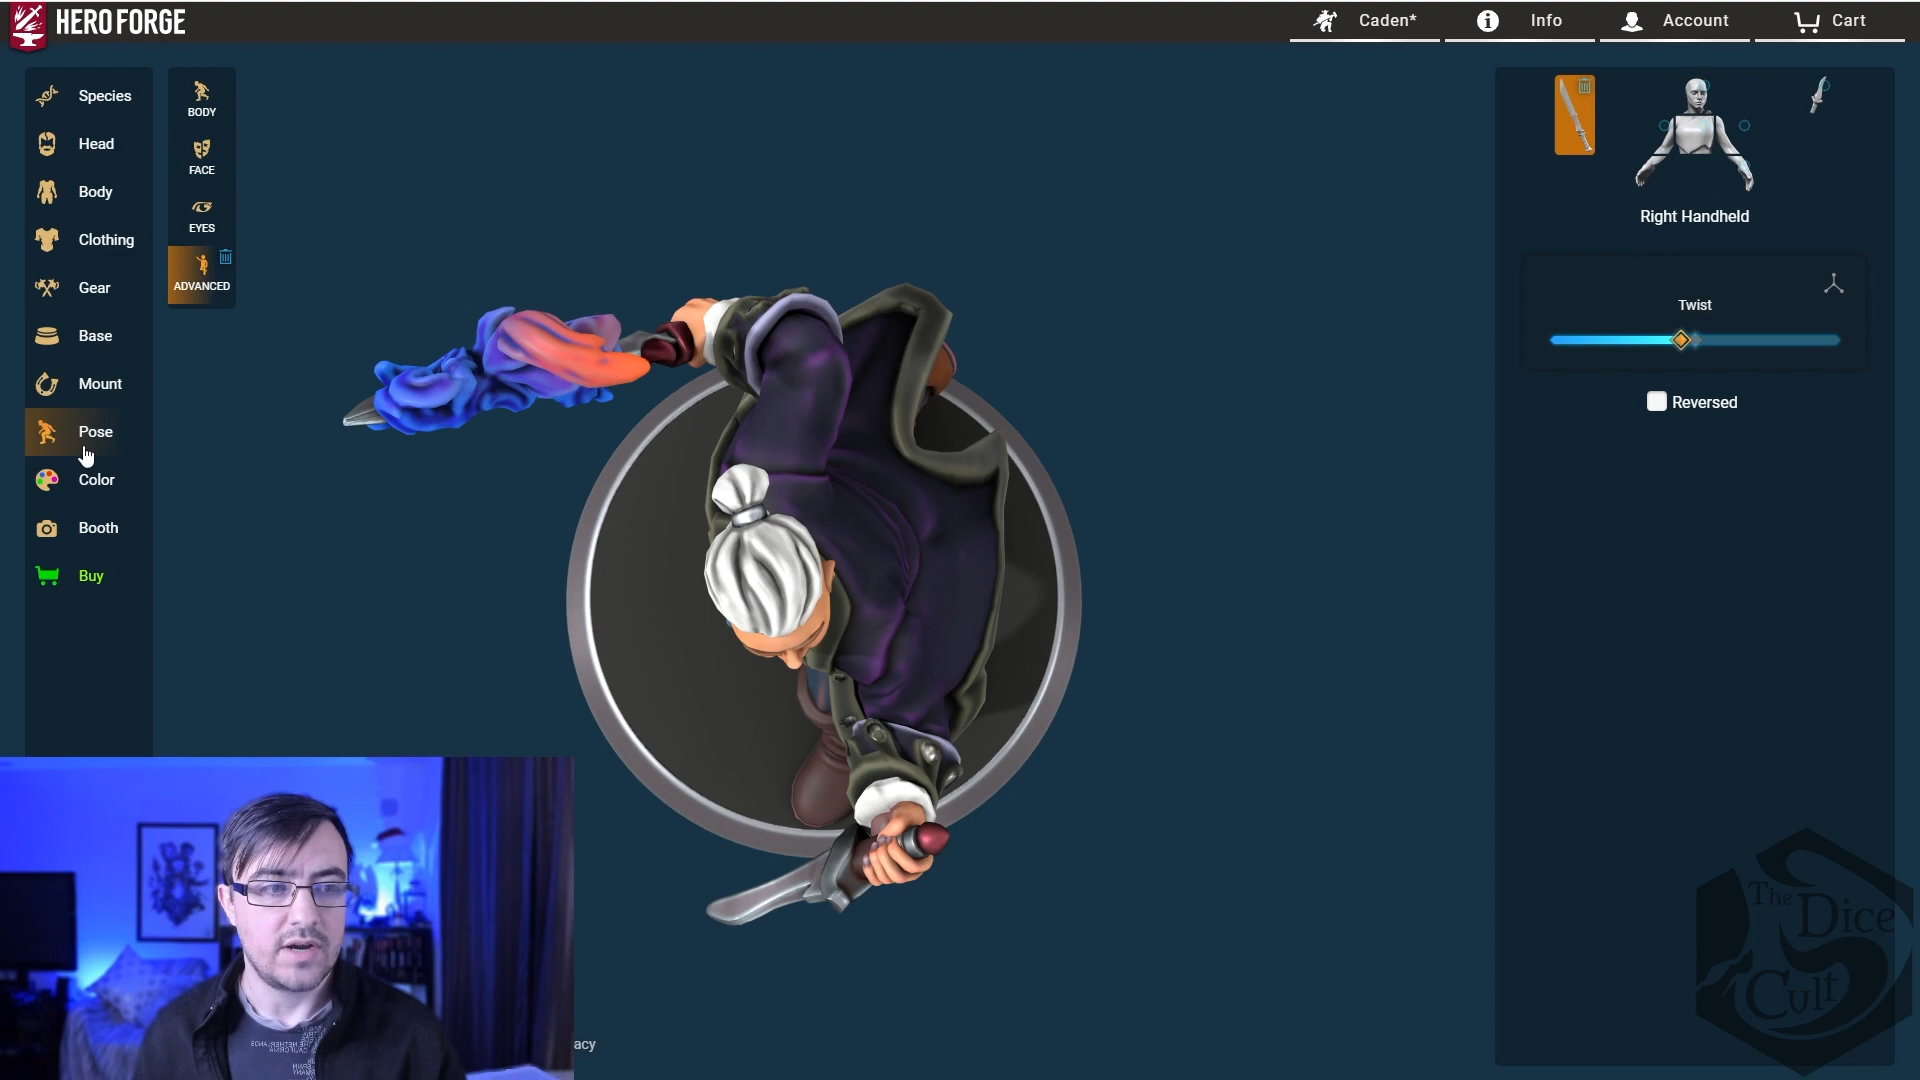 HERO FORGE
Caden*
Info
Account
Cart
Species
Head
Body
Clothing
Gear
Base
Mount
Pose
Color
Booth
Buy
BODY
FACE
EYES
ADVANCED
Right Handheld
Twist
Reversed
The
Dice
Cult
acy